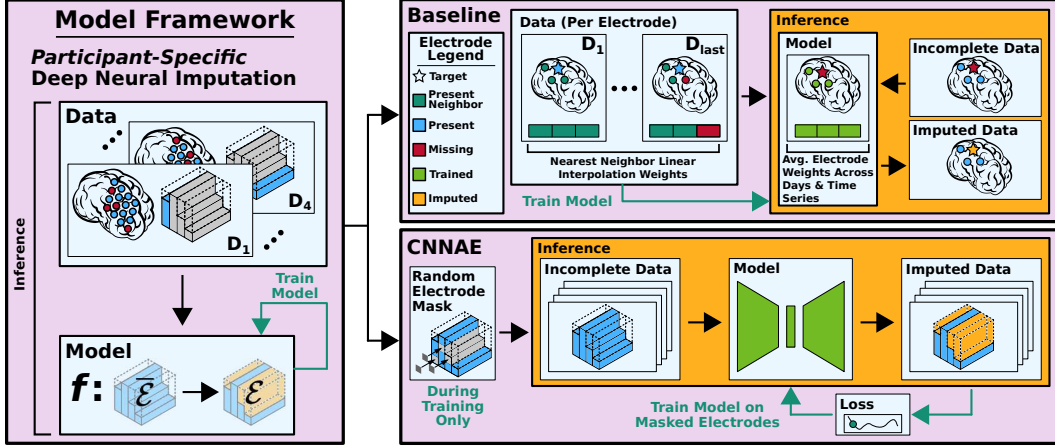 Model Framework
Participant-Specific
Deep Neural Imputation
Inference
Data
D4
D1
Train
Model
Model
f: ℰ̄ ℰ
Baseline
Electrode
Legend
Target
Present
Neighbor
Present
Missing
Trained
Imputed
Data (Per Electrode)
D1
Dlast
Nearest Neighbor Linear
Interpolation Weights
Train Model
Inference
Model
Avg. Electrode
Weights Across
Days & Time
Series
Incomplete Data
Imputed Data
CNNAE
Random
Electrode
Mask
During
Training
Only
Inference
Incomplete Data
Model
Imputed Data
Train Model on
Masked Electrodes
Loss